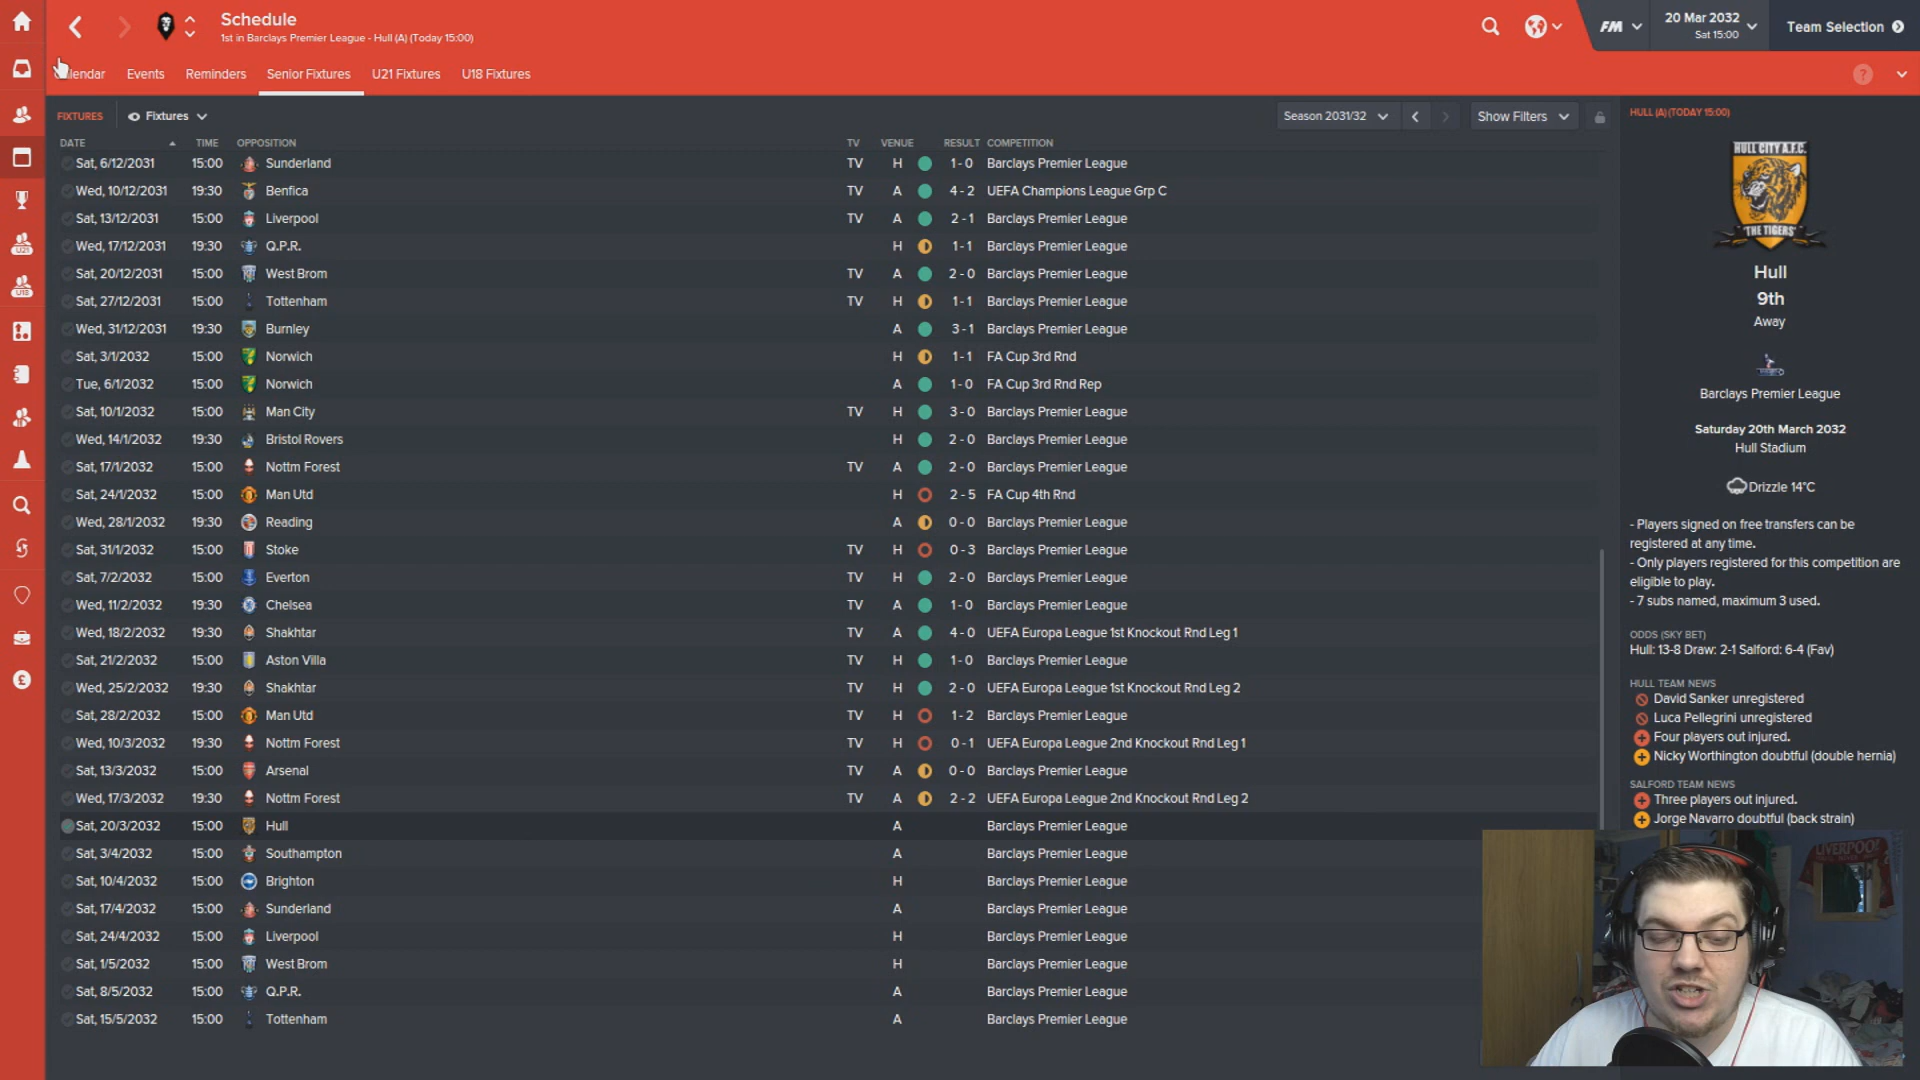 Schedule
1st in Barclays Premier League - Hull (A) (Today 15:00)
FM
20 Mar 2032
Sat 15:00
Team Selection
lendar Events Reminders Senior Fixtures U21 Fixtures U18 Fixtures
?
FIXTURES Fixtures Season 2031/32 Show Filters
DATE TIME OPPOSITION TV VENUE RESULT COMPETITION
Sat, 6/12/2031 15:00 Sunderland TV H 1-0 Barclays Premier League
Wed, 10/12/2031 19:30 Benfica TV A 4-2 UEFA Champions League Grp C
Sat, 13/12/2031 15:00 Liverpool TV A 2-1 Barclays Premier League
Wed, 17/12/2031 19:30 Q.P.R. H 1-1 Barclays Premier League
Sat, 20/12/2031 15:00 West Brom TV A 2-0 Barclays Premier League
Sat, 27/12/2031 15:00 Tottenham TV H 1-1 Barclays Premier League
Wed, 31/12/2031 19:30 Burnley A 3-1 Barclays Premier League
Sat, 3/1/2032 15:00 Norwich H 1-1 FA Cup 3rd Rnd
Tue, 6/1/2032 15:00 Norwich A 1-0 FA Cup 3rd Rnd Rep
Sat, 10/1/2032 15:00 Man City TV H 3-0 Barclays Premier League
Wed, 14/1/2032 19:30 Bristol Rovers H 2-0 Barclays Premier League
Sat, 17/1/2032 15:00 Nottm Forest TV A 2-0 Barclays Premier League
Sat, 24/1/2032 15:00 Man Utd H 2-5 FA Cup 4th Rnd
Wed, 28/1/2032 19:30 Reading A 0-0 Barclays Premier League
Sat, 31/1/2032 15:00 Stoke TV H 0-3 Barclays Premier League
Sat, 7/2/2032 15:00 Everton TV H 2-0 Barclays Premier League
Wed, 11/2/2032 19:30 Chelsea TV A 1-0 Barclays Premier League
Wed, 18/2/2032 19:30 Shakhtar TV A 4-0 UEFA Europa League 1st Knockout Rnd Leg 1
Sat, 21/2/2032 15:00 Aston Villa TV H 1-0 Barclays Premier League
Wed, 25/2/2032 19:30 Shakhtar TV H 2-0 UEFA Europa League 1st Knockout Rnd Leg 2
Sat, 28/2/2032 15:00 Man Utd TV H 1-2 Barclays Premier League
Wed, 10/3/2032 19:30 Nottm Forest TV H 0-1 UEFA Europa League 2nd Knockout Rnd Leg 1
Sat, 13/3/2032 15:00 Arsenal TV A 0-0 Barclays Premier League
Wed, 17/3/2032 19:30 Nottm Forest TV A 2-2 UEFA Europa League 2nd Knockout Rnd Leg 2
Sat, 20/3/2032 15:00 Hull A Barclays Premier League
Sat, 3/4/2032 15:00 Southampton A Barclays Premier League
Sat, 10/4/2032 15:00 Brighton H Barclays Premier League
Sat, 17/4/2032 15:00 Sunderland A Barclays Premier League
Sat, 24/4/2032 15:00 Liverpool H Barclays Premier League
Sat, 1/5/2032 15:00 West Brom H Barclays Premier League
Sat, 8/5/2032 15:00 Q.P.R. A Barclays Premier League
Sat, 15/5/2032 15:00 Tottenham A Barclays Premier League
HULL (A) (TODAY 15:00)
HULL CITY A.F.C.
'THE TIGERS'
Hull
9th
Away
Barclays Premier League
Saturday 20th March 2032
Hull Stadium
Drizzle 14°C
- Players signed on free transfers can be
registered at any time.
- Only players registered for this competition are
eligible to play.
- 7 subs named, maximum 3 used.
ODDS (SKY BET)
Hull: 13-8 Draw: 2-1 Salford: 6-4 (Fav)
HULL TEAM NEWS
David Sanker unregistered
Luca Pellegrini unregistered
Four players out injured.
Nicky Worthington doubtful (double hernia)
SALFORD TEAM NEWS
Three players out injured.
Jorge Navarro doubtful (back strain)
U21
U18
£
LIVERPOOL